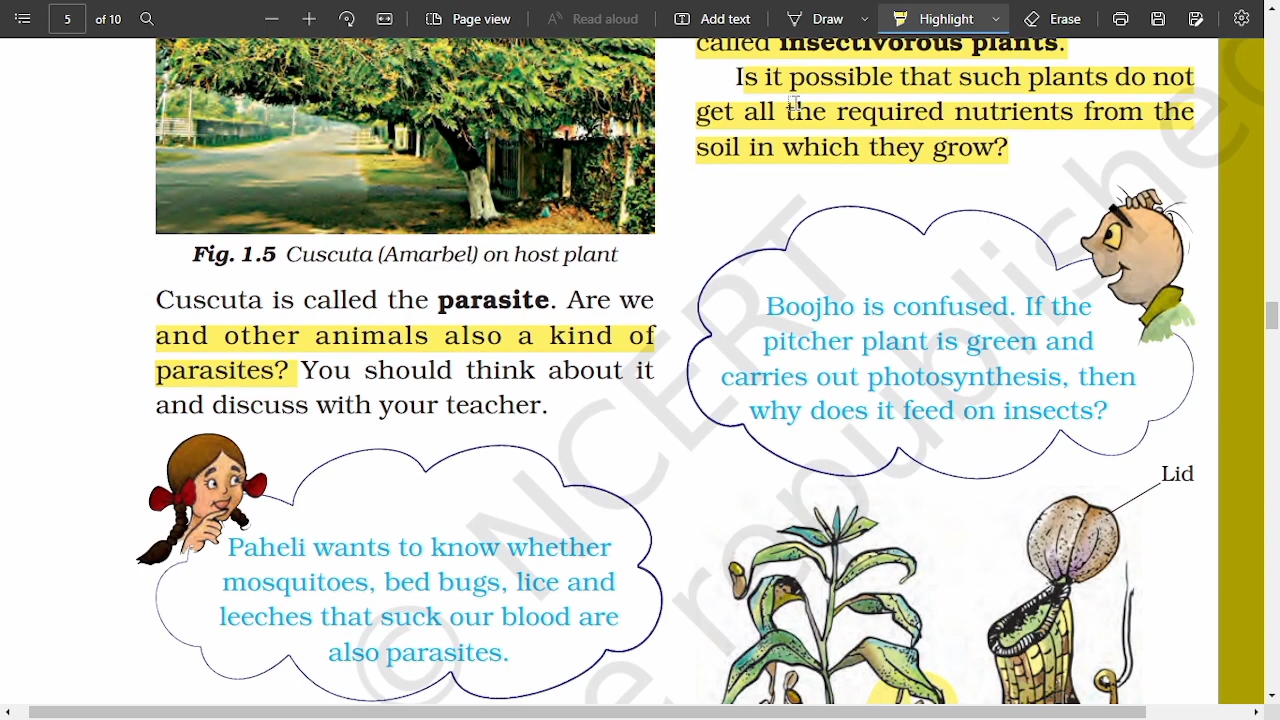 5
of 10
Page view
Read aloud
Add text
Draw
Highlight
Erase
Fig. 1.5 Cuscuta (Amarbel) on host plant
Cuscuta is called the parasite. Are we
and other animals also a kind of
parasites? You should think about it
and discuss with your teacher.
Paheli wants to know whether
mosquitoes, bed bugs, lice and
leeches that suck our blood are
also parasites.
called insectivorous plants.
Is it possible that such plants do not
get all the required nutrients from the
soil in which they grow?
Boojho is confused. If the
pitcher plant is green and
carries out photosynthesis, then
why does it feed on insects?
Lid
© NCERT
republished